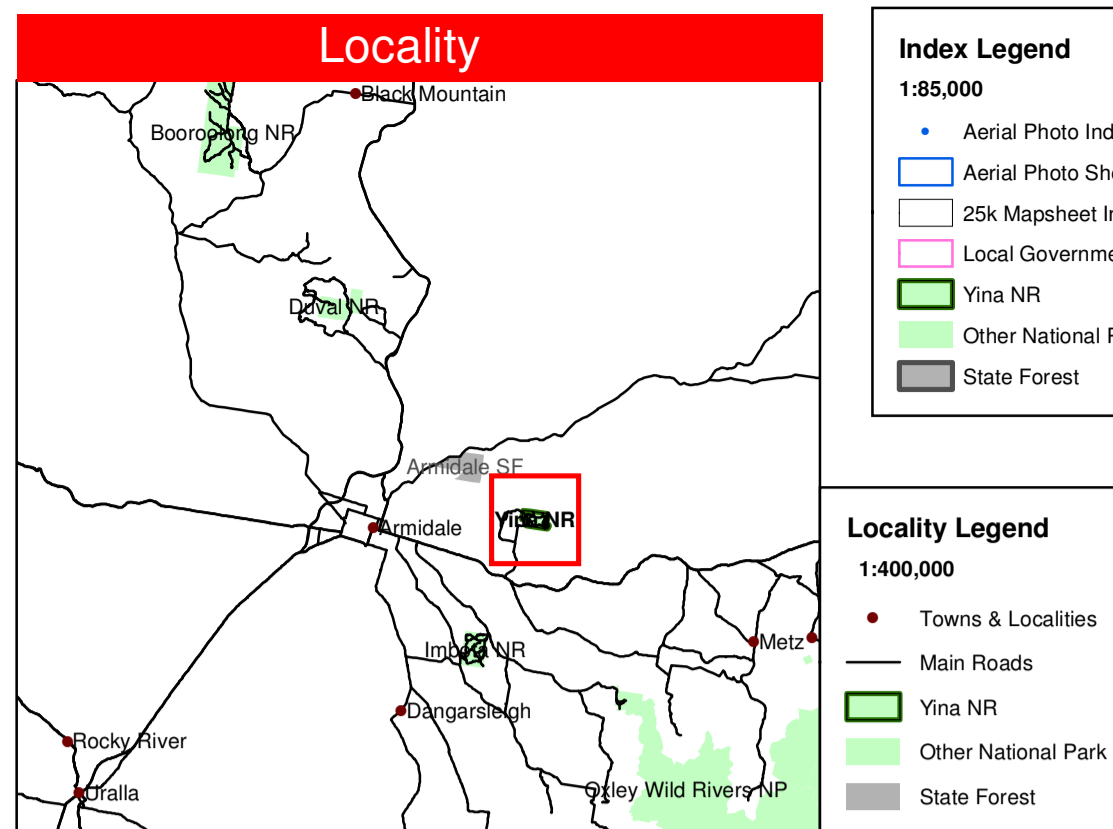 Locality
Black Mountain
Booroolong NR
Duval NR
Armidale SF
Yina NR
Armidale
Imbota NR
Metz
Dangarsleigh
Rocky River
Uralla
Oxley Wild Rivers NP
Index Legend
1:85,000
Aerial Photo Ind
Aerial Photo She
25k Mapsheet In
Local Governme
Yina NR
Other National P
State Forest
Locality Legend
1:400,000
Towns & Localities
Main Roads
Yina NR
Other National Park
State Forest